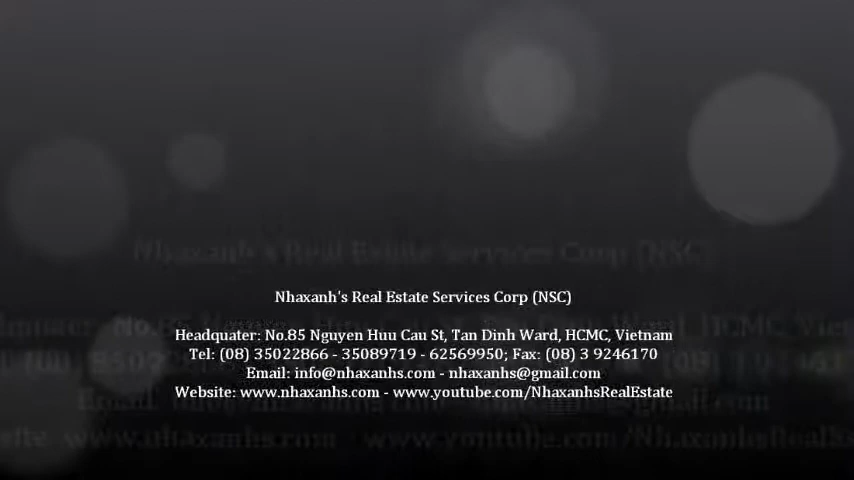 Nhaxanh's Real Estate Services Corp (NSC)
Headquater: No.85 Nguyen Huu Cau St, Tan Dinh Ward, HCMC, Vietnam
Tel: (08) 35022866 - 35089719 - 62569950; Fax: (08) 3 9246170
Email: info@nhaxanhs.com - nhaxanhs@gmail.com
Website: www.nhaxanhs.com - www.youtube.com/NhaxanhsRealEstate